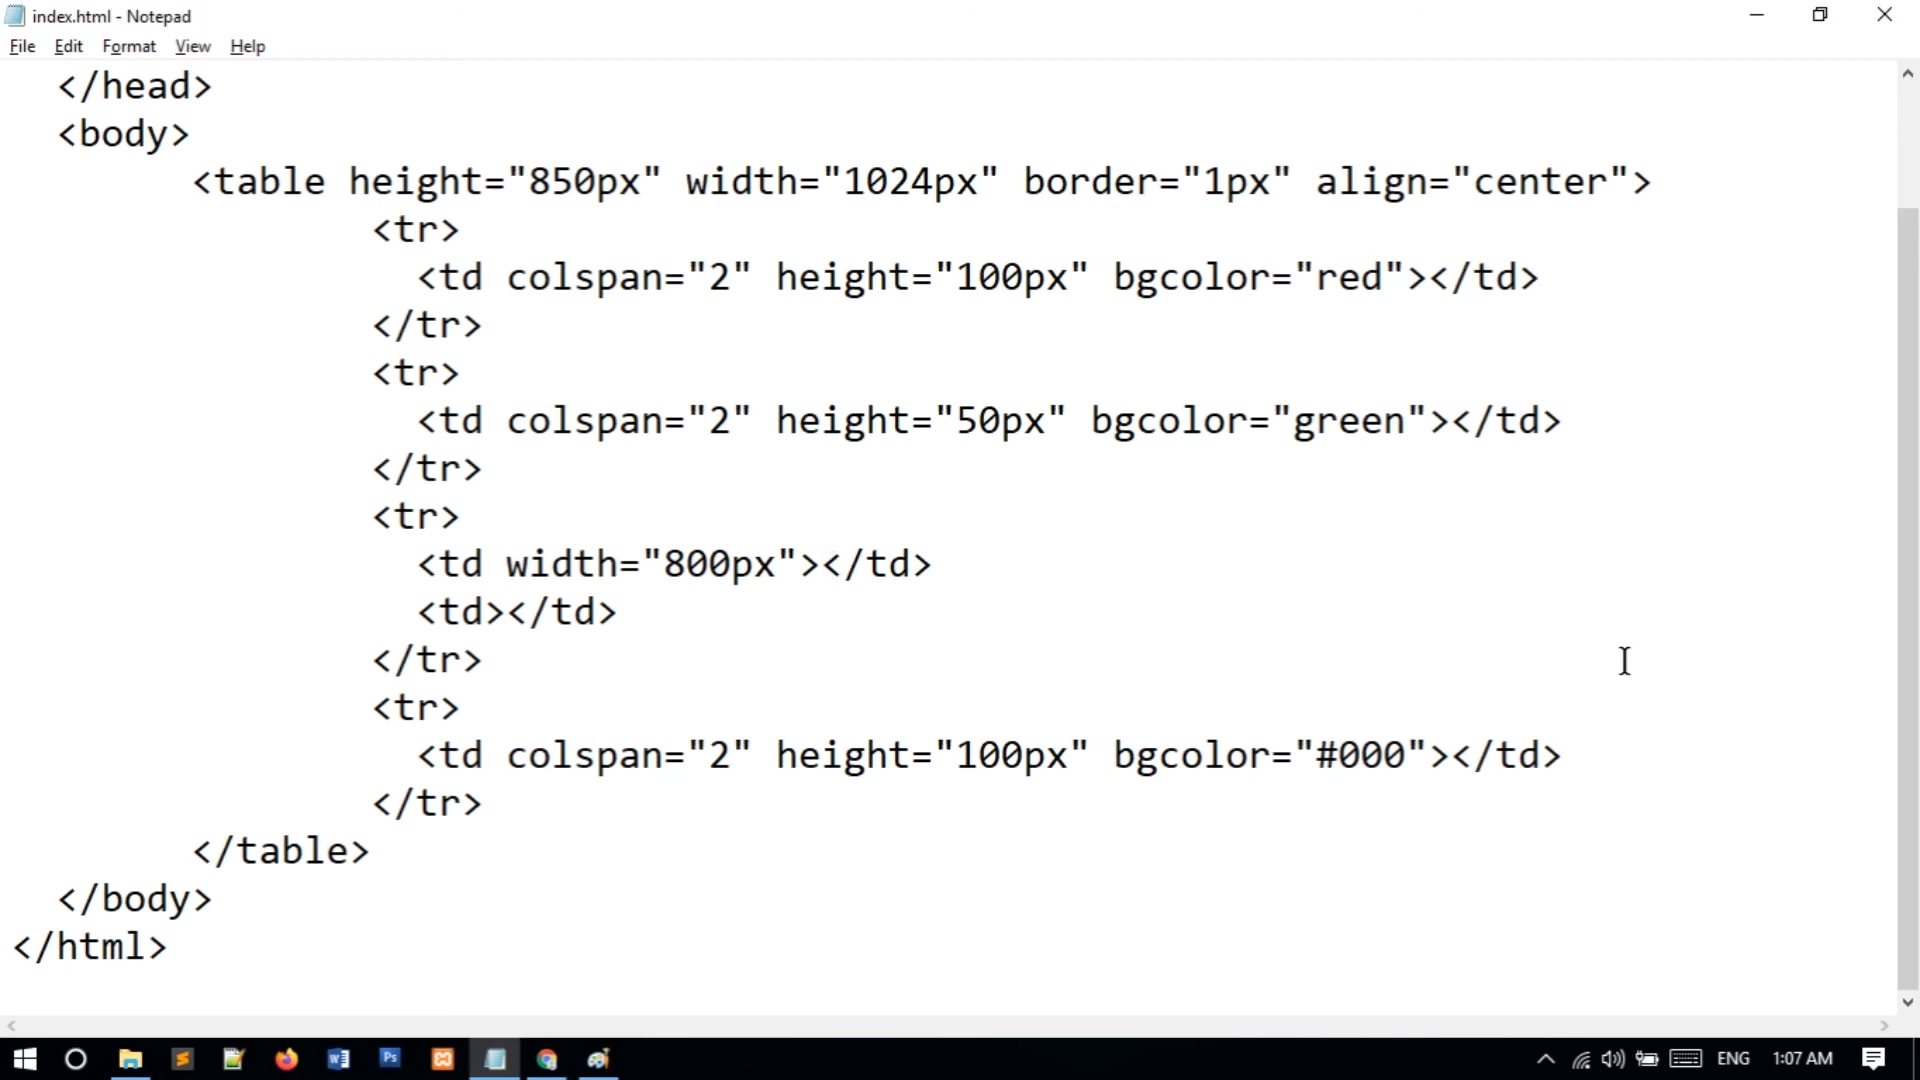 index.html - Notepad
File Edit Format View Help
</head>
<body>
<table height="850px" width="1024px" border="1px" align="center">
<tr>
<td colspan="2" height="100px" bgcolor="red"></td>
</tr>
<tr>
<td colspan="2" height="50px" bgcolor="green"></td>
</tr>
<tr>
<td width="800px"></td>
<td></td>
</tr>
<tr>
<td colspan="2" height="100px" bgcolor="#000"></td>
</tr>
</table>
</body>
</html>
Ps
ENG 1:07 AM